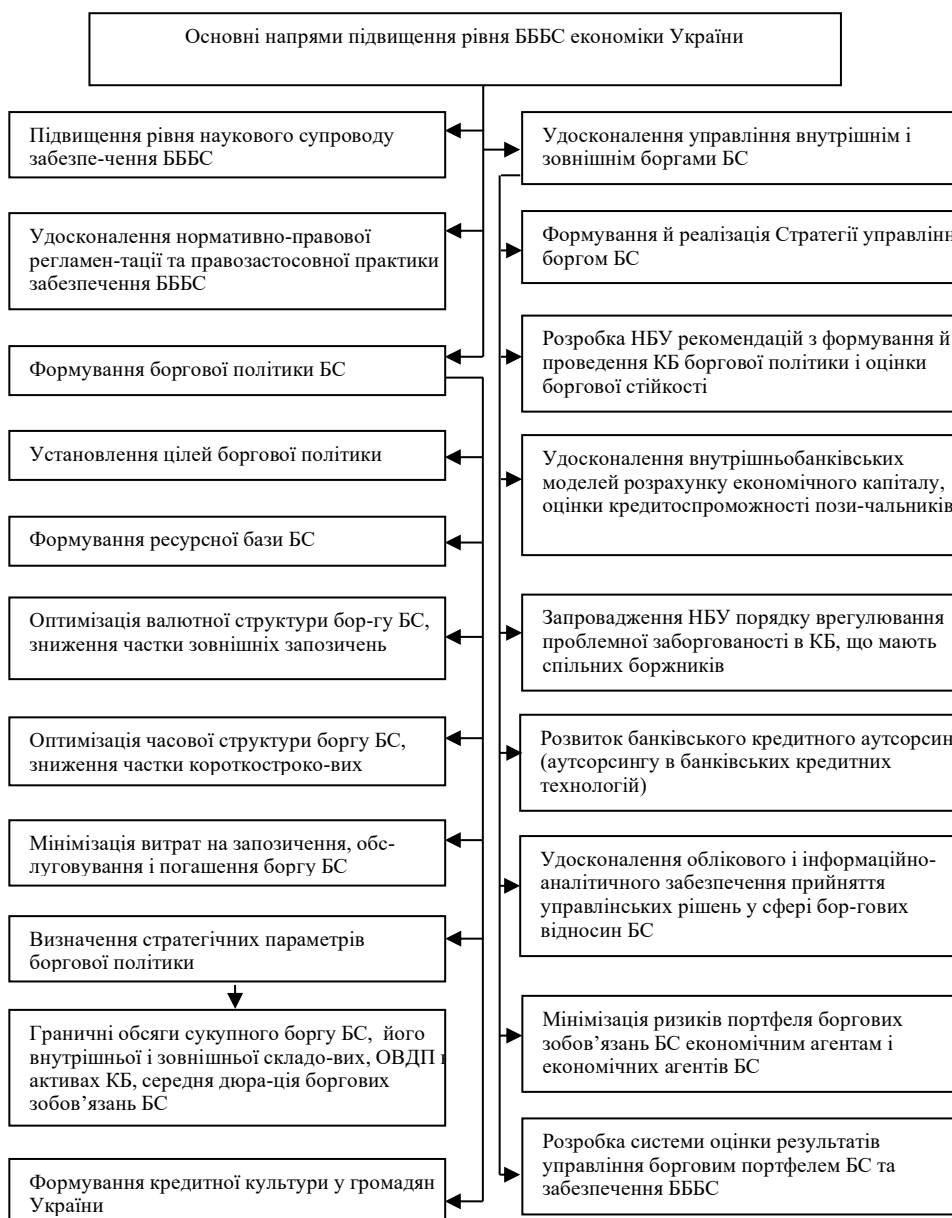 Основні напрями підвищення рівня БББС економіки України
Підвищення рівня наукового супроводу
забезпе-чення БББС
Удосконалення нормативно-правової
регламен-тації та правозастосовної практики
забезпечення БББС
Формування боргової політики БС
Установлення цілей боргової політики
Формування ресурсної бази БС
Оптимізація валютної структури бор-гу БС,
зниження частки зовнішніх запозичень
Оптимізація часової структури боргу БС,
зниження частки короткостроко-вих
Мінімізація витрат на запозичення, обс-
луговування і погашення боргу БС
Визначення стратегічних параметрів
боргової політики
Граничні обсяги сукупного боргу БС, його
внутрішньої і зовнішньої складо-вих, ОВДП
активах КБ, середня дюра-ція боргових
зобов’язань БС
Формування кредитної культури у громадян
України
Удосконалення управління внутрішнім і
зовнішнім боргами БС
Формування й реалізація Стратегії управлін
боргом БС
Розробка НБУ рекомендацій з формування й
проведення КБ боргової політики і оцінки
боргової стійкості
Удосконалення внутрішньобанківських
моделей розрахунку економічного капіталу,
оцінки кредитоспроможності пози-чальників
Запровадження НБУ порядку врегулювання
проблемної заборгованості в КБ, що мають
спільних боржників
Розвиток банківського кредитного аутсорсин
(аутсорсингу в банківських кредитних
технологій)
Удосконалення облікового і інформаційно-
аналітичного забезпечення прийняття
управлінських рішень у сфері бор-гових
відносин БС
Мінімізація ризиків портфеля боргових
зобов’язань БС економічним агентам і
економічних агентів БС
Розробка системи оцінки результатів
управління борговим портфелем БС та
забезпечення БББС